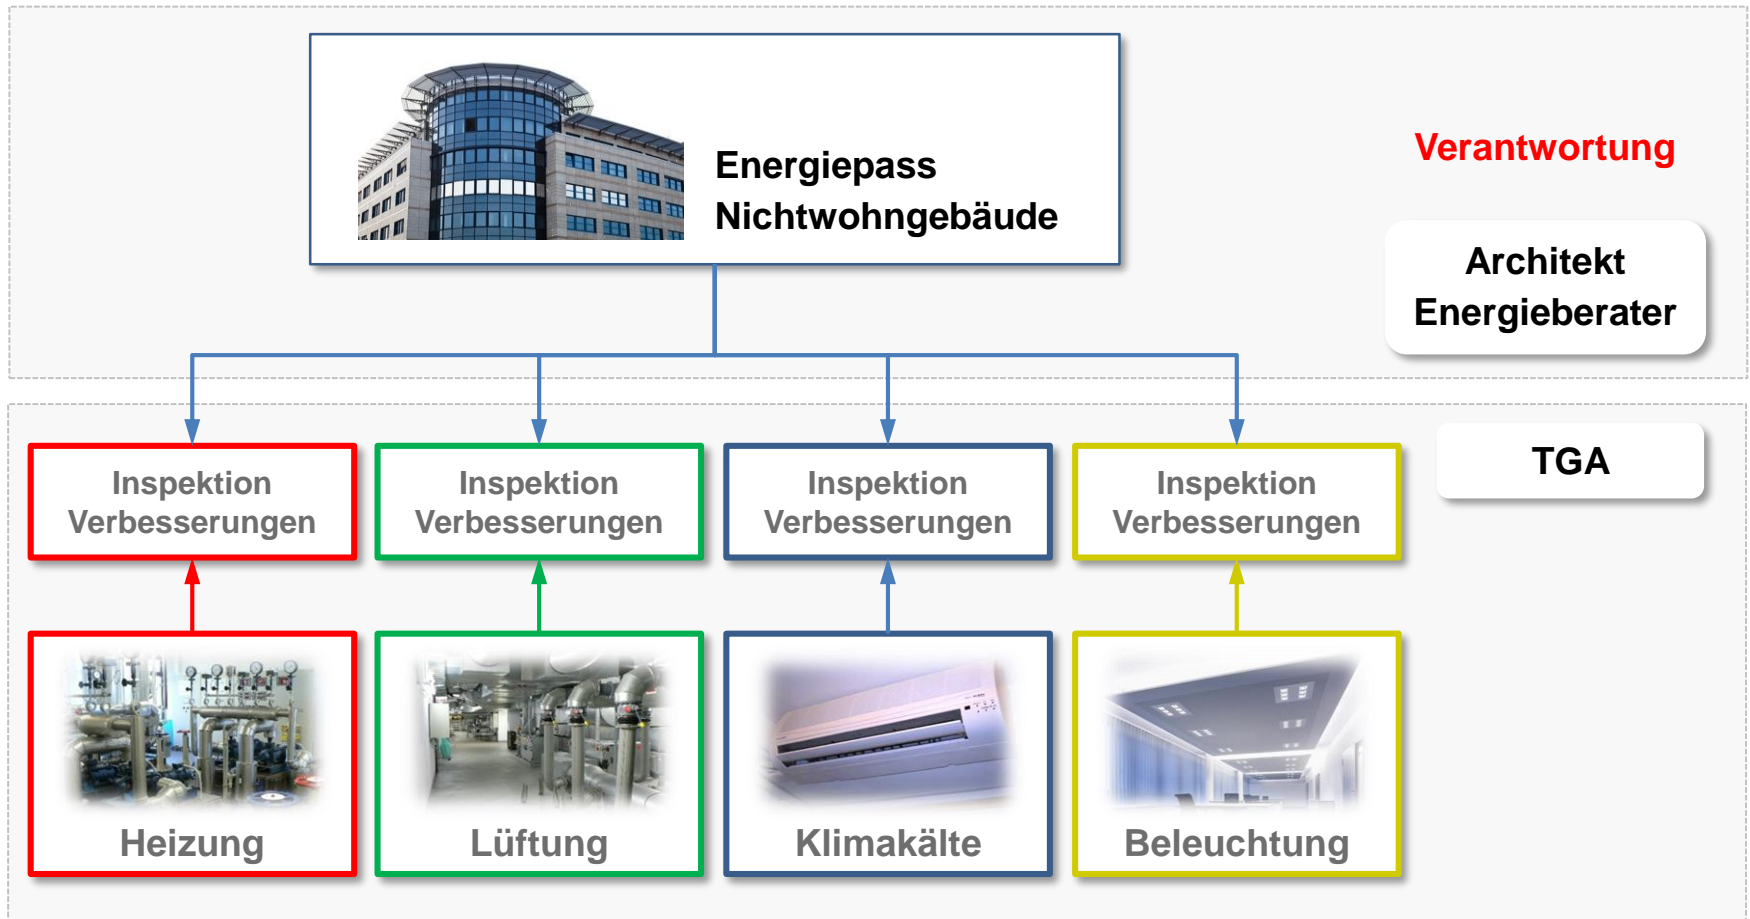 Energiepass
Nichtwohngebäude
Verantwortung
Architekt
Energieberater
TGA
Inspektion
Verbesserungen
Inspektion
Verbesserungen
Inspektion
Verbesserungen
Inspektion
Verbesserungen
Heizung
Lüftung
Klimakälte
Beleuchtung